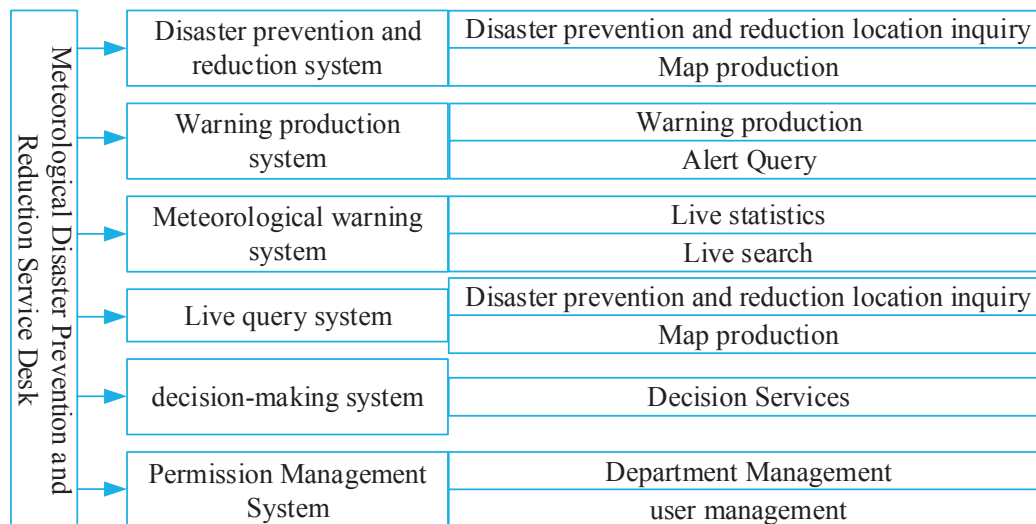 Meteorological Disaster Prevention and
Reduction Service Desk
Disaster prevention and
reduction system
Disaster prevention and reduction location inquiry
Map production
Warning production
system
Warning production
Alert Query
Meteorological warning
system
Live statistics
Live search
Live query system
Disaster prevention and reduction location inquiry
Map production
decision-making system
Decision Services
Permission Management
System
Department Management
user management